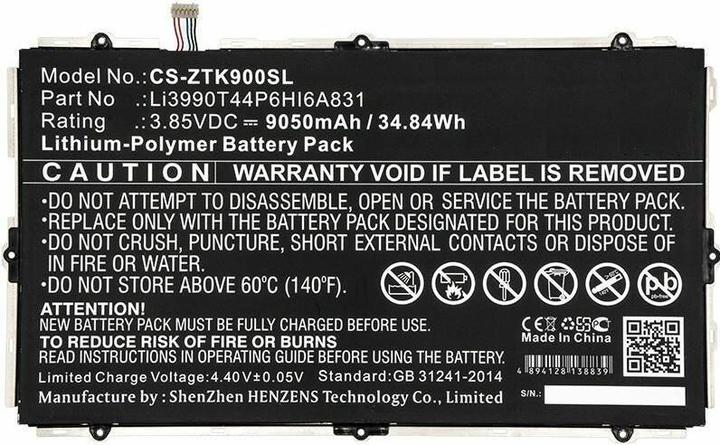 Model No.: CS-ZTK900SL
Part No : Li3990T44P6HI6A831
Rating : 3.85VDC ⎓ 9050mAh / 34.84Wh
Lithium-Polymer Battery Pack
CAUTION WARRANTY VOID IF LABEL IS REMOVED
•DO NOT ATTEMPT TO DISASSEMBLE, OPEN OR SERVICE THE BATTERY PACK.
•REPLACE ONLY WITH THE BATTERY PACK DESIGNATED FOR THIS PRODUCT.
•DO NOT CRUSH, PUNCTURE, SHORT EXTERNAL CONTACTS OR DISPOSE OF
IN FIRE OR WATER.
•DO NOT STORE ABOVE 60°C (140°F).
Pb
pb-free
ATTENTION!
NEW BATTERY PACK MUST BE FULLY CHARGED BEFORE USE.
TO REDUCE RISK OF FIRE OR BURNS
READ INSTRUCTIONS IN OPERATING GUIDE BEFORE USE.
Limited Charge Voltage: 4.40V±0.05V Standard: GB 31241-2014
Manufacture by : ShenZhen HENZENS Technology Co., Limited
CE
Made In China
4 894128 138839
S/N.: